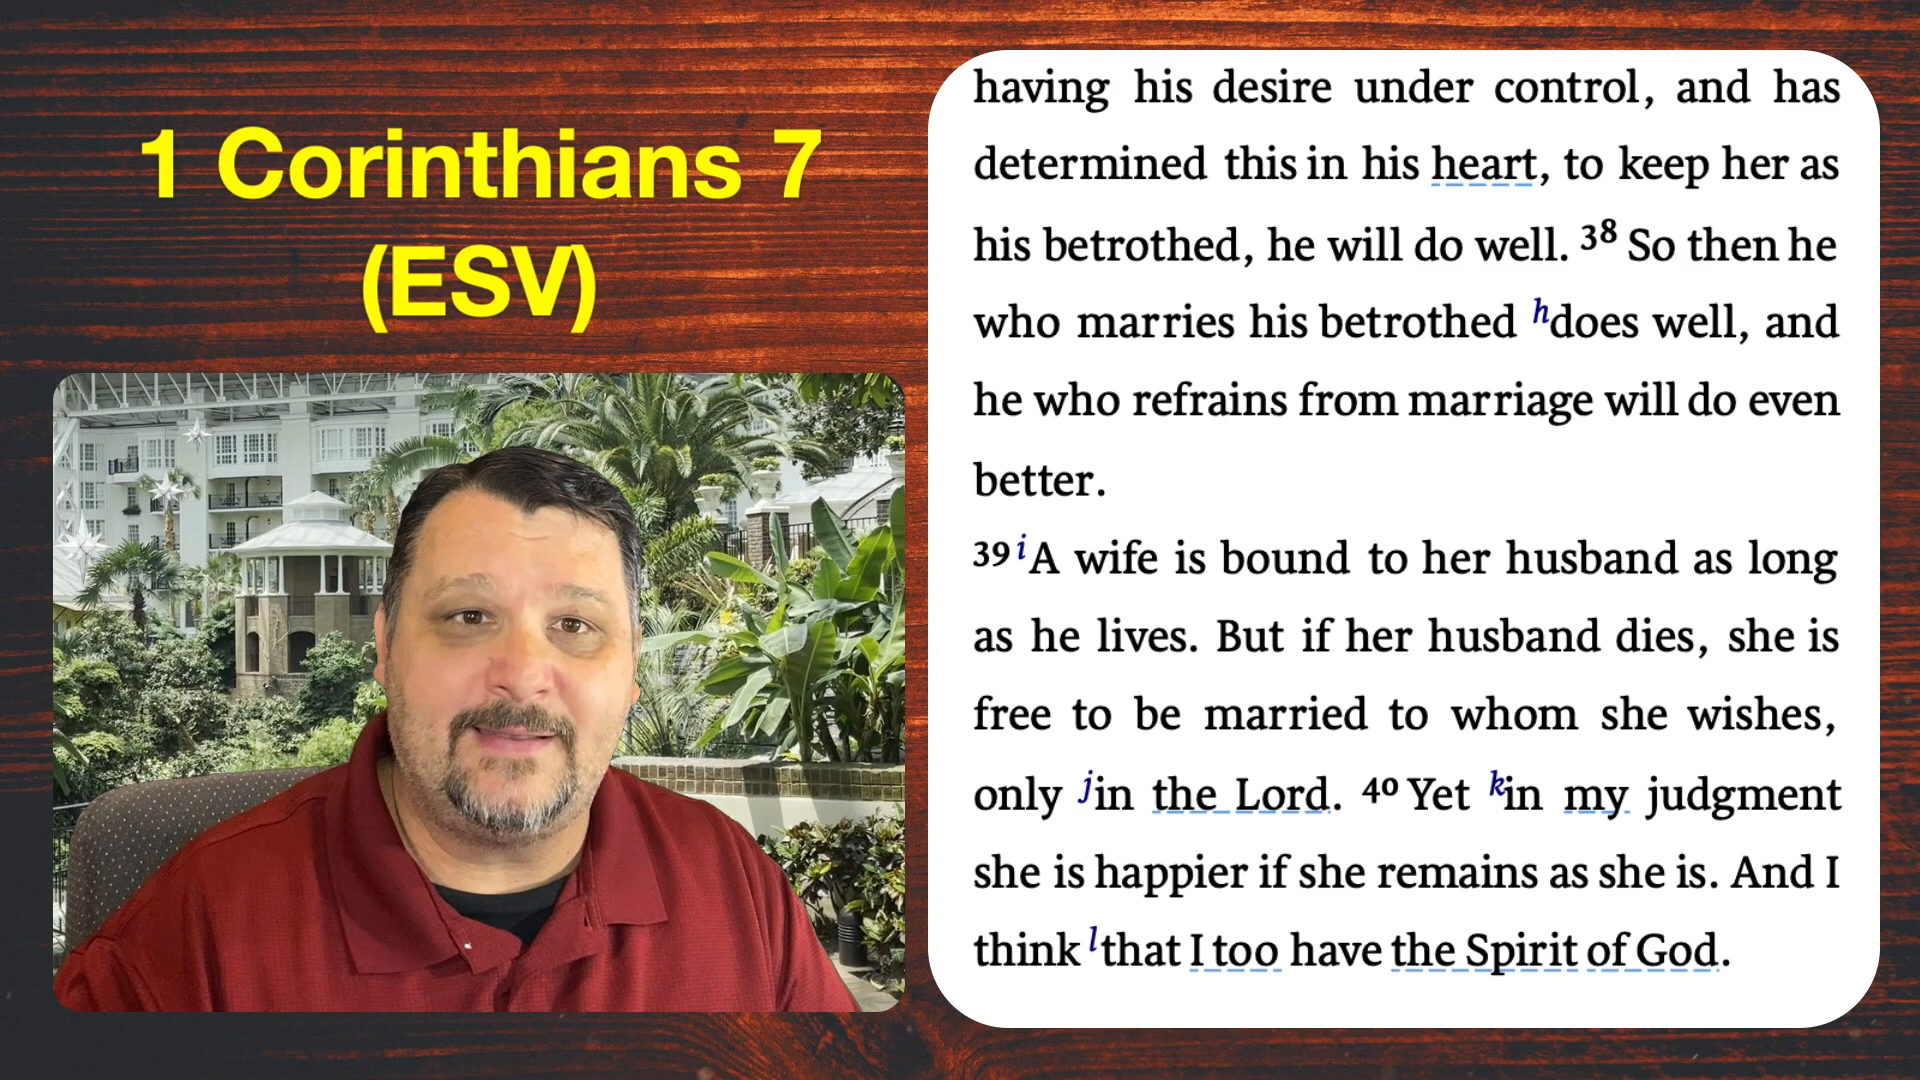 1 Corinthians 7
(ESV)
having his desire under control, and has
determined this in his heart, to keep her as
his betrothed, he will do well. 38 So then he
who marries his betrothed h does well, and
he who refrains from marriage will do even
better.
39 i A wife is bound to her husband as long
as he lives. But if her husband dies, she is
free to be married to whom she wishes,
only j in the Lord. 40 Yet k in my judgment
she is happier if she remains as she is. And I
think l that I too have the Spirit of God.